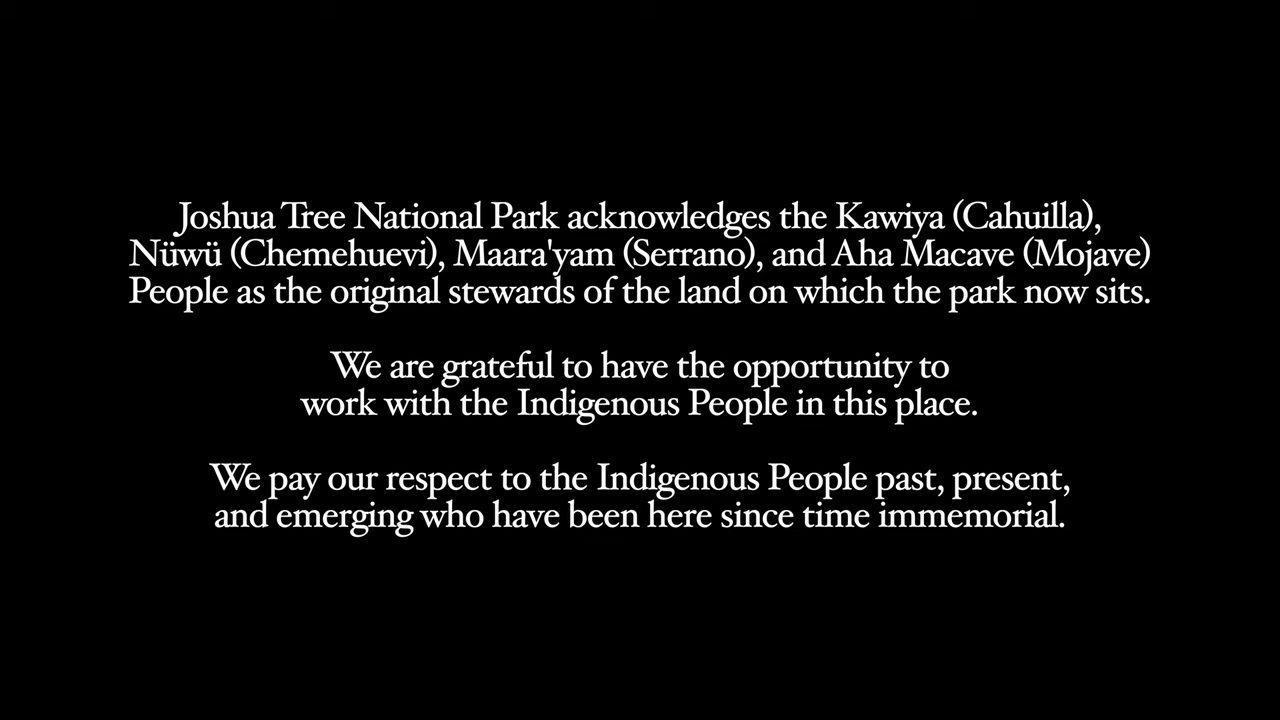 Joshua Tree National Park acknowledges the Kawiya (Cahuilla),
Nüwü (Chemehuevi), Maara'yam (Serrano), and Aha Macave (Mojave)
People as the original stewards of the land on which the park now sits.
We are grateful to have the opportunity to
work with the Indigenous People in this place.
We pay our respect to the Indigenous People past, present,
and emerging who have been here since time immemorial.